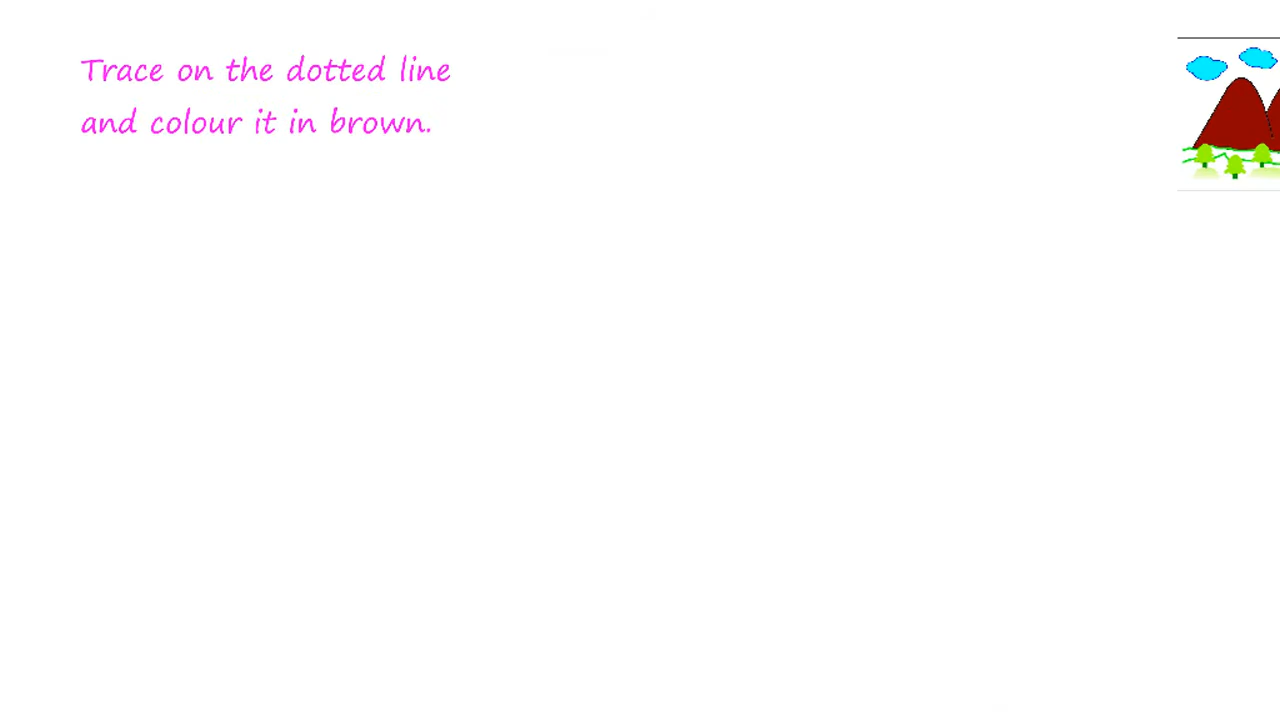 Trace on the dotted line
and colour it in brown.